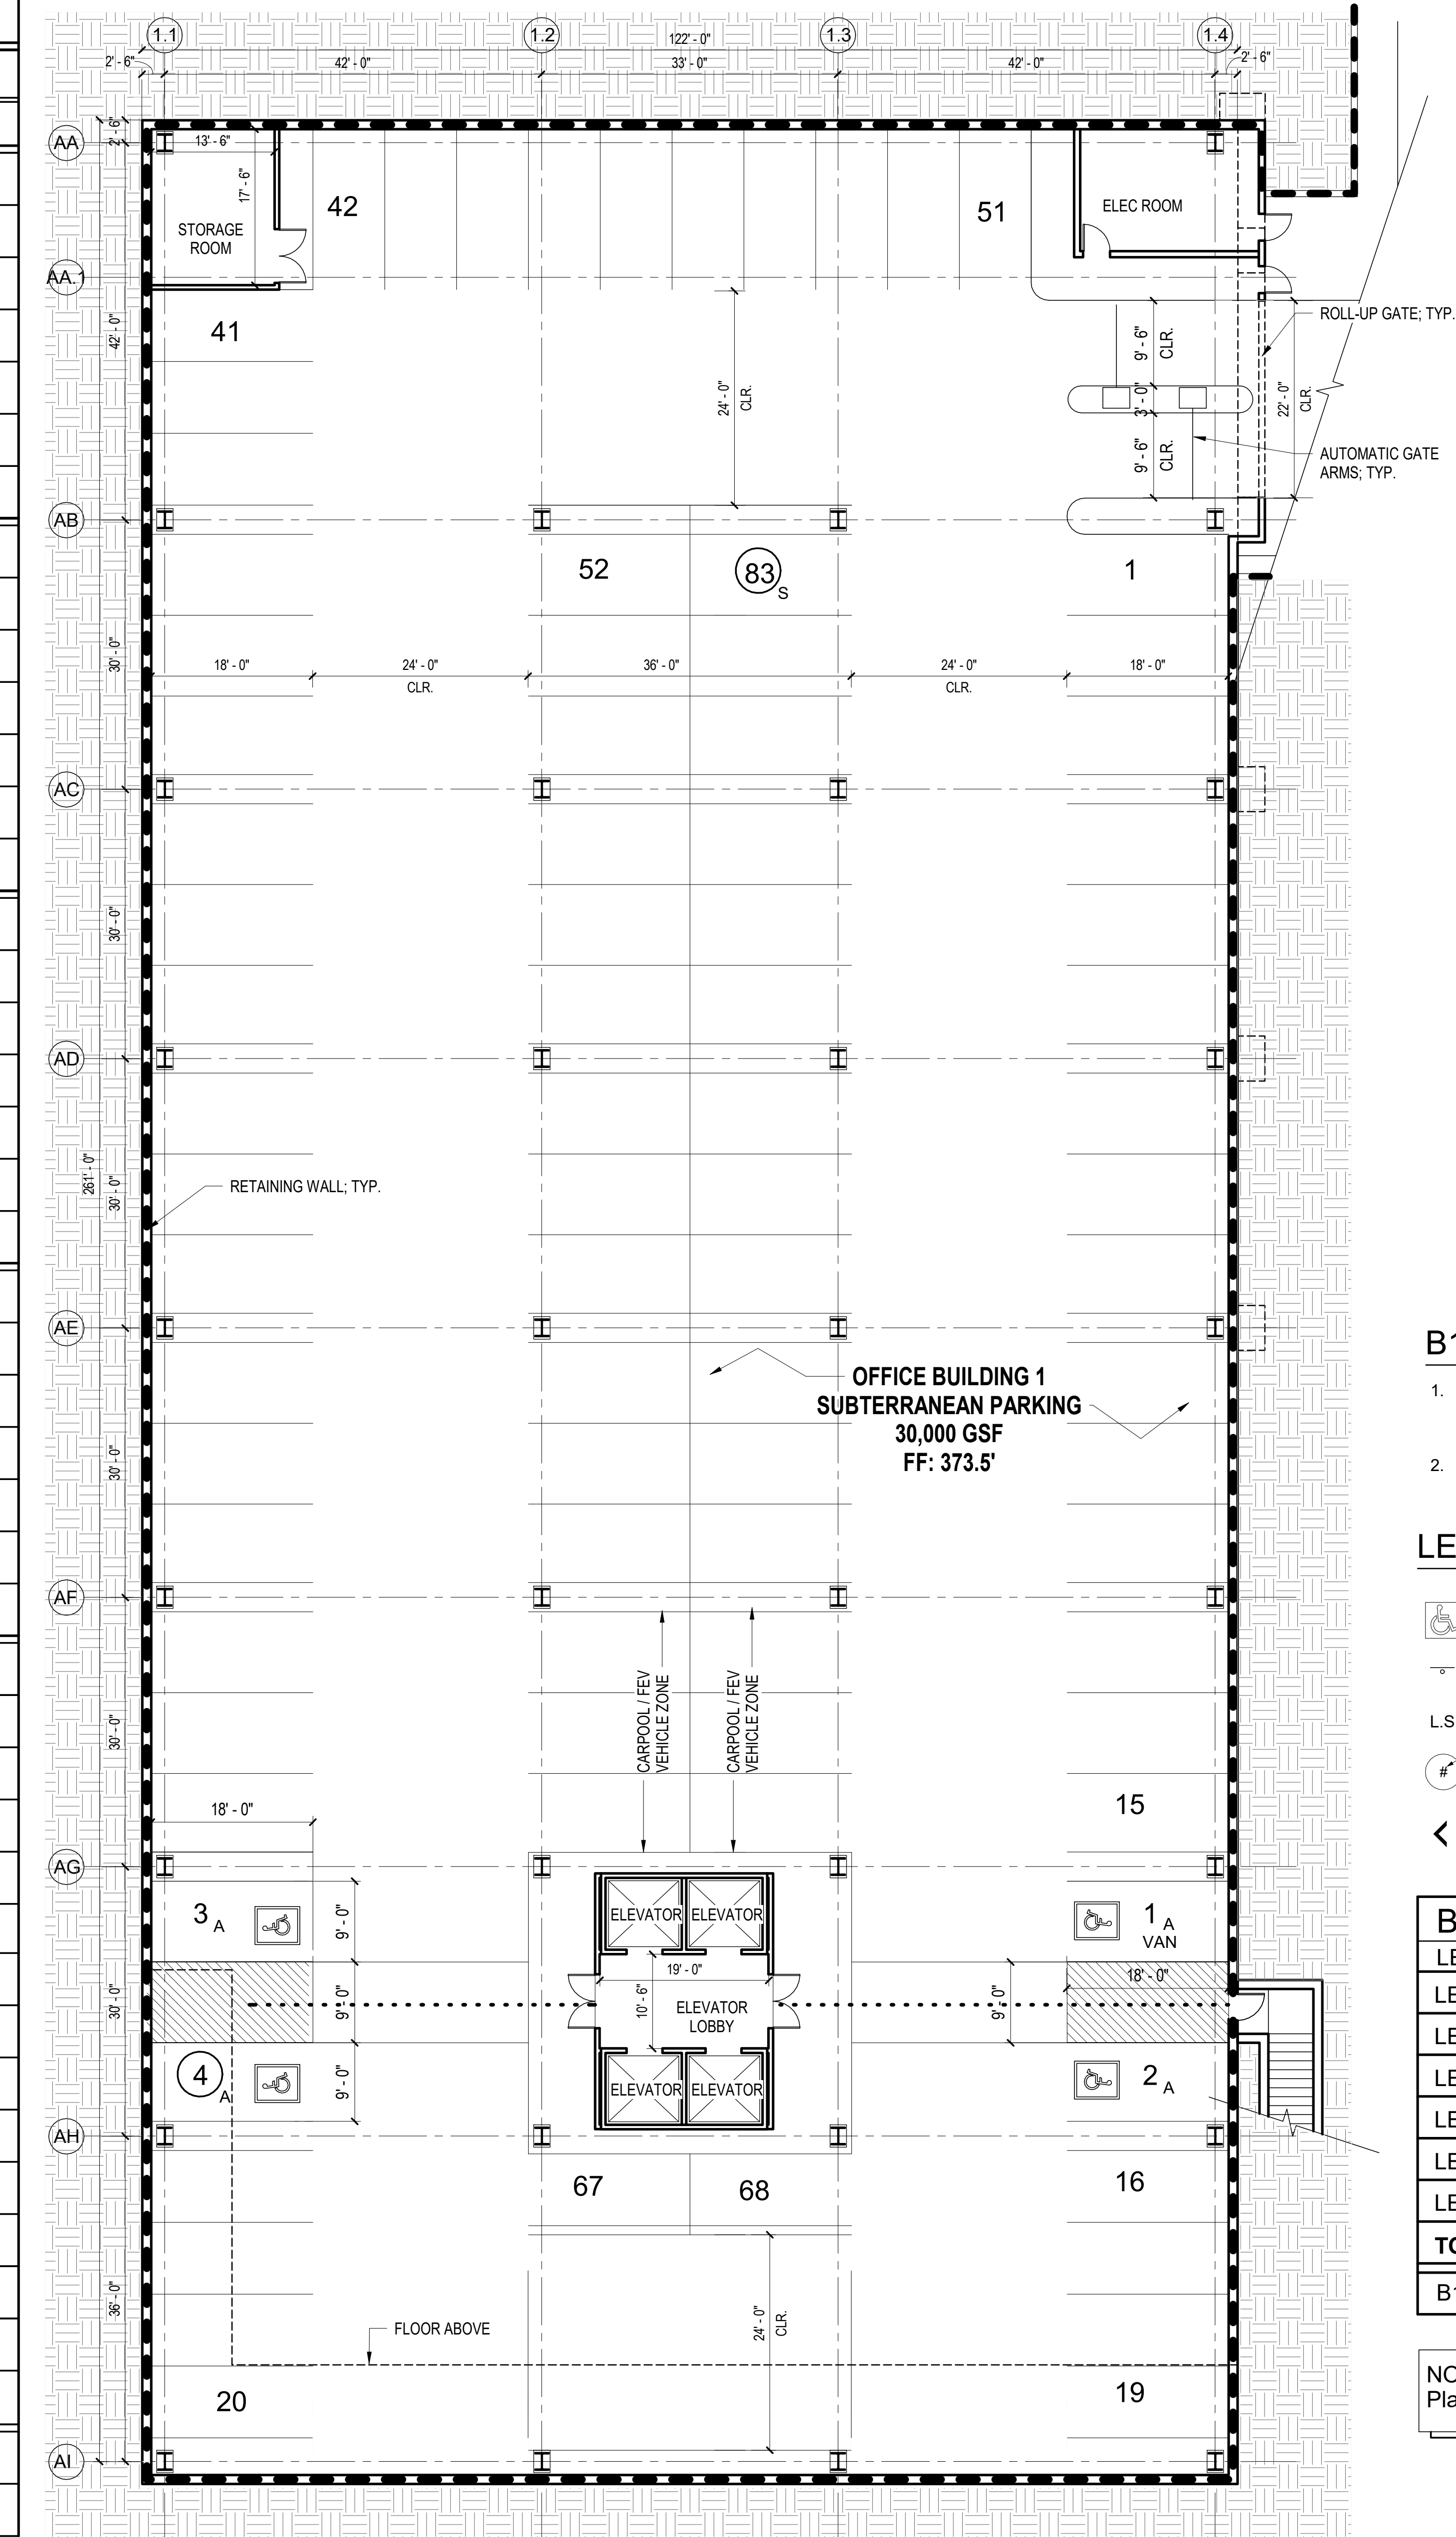 1.1
1.2
1.3
1.4
122' - 0"
2' - 6"
42' - 0"
33' - 0"
42' - 0"
2' - 6"
AA
2' - 6"
13' - 6"
17' - 6"
STORAGE
ROOM
42
51
ELEC ROOM
AA.1
41
42' - 0"
24' - 0"
CLR.
9' - 6"
CLR.
3' - 0"
9' - 6"
CLR.
22' - 0"
CLR.
ROLL-UP GATE; TYP.
AUTOMATIC GATE
ARMS; TYP.
AB
52
83
S
1
30' - 0"
18' - 0"
24' - 0"
CLR.
36' - 0"
24' - 0"
CLR.
18' - 0"
AC
30' - 0"
AD
261' - 0"
30' - 0"
RETAINING WALL; TYP.
AE
OFFICE BUILDING 1
SUBTERRANEAN PARKING
30,000 GSF
FF: 373.5'
30' - 0"
AF
CARPOOL / FEV
VEHICLE ZONE
CARPOOL / FEV
VEHICLE ZONE
30' - 0"
18' - 0"
15
AG
3 A
9' - 0"
ELEVATOR
ELEVATOR
1 A
VAN
30' - 0"
9' - 0"
19' - 0"
10' - 6"
ELEVATOR
LOBBY
9' - 0"
18' - 0"
4
A
9' - 0"
ELEVATOR
ELEVATOR
2 A
AH
67
68
16
36' - 0"
24' - 0"
CLR.
FLOOR ABOVE
20
19
AI
B1
1.
2.
LE
L.S
#
B
LE
LE
LE
LE
LE
LE
LE
TO
B1
NO
Pla